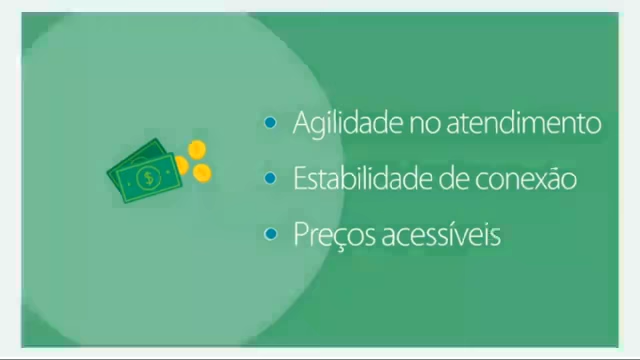 Agilidade no atendimento
Estabilidade de conexão
Preços acessíveis